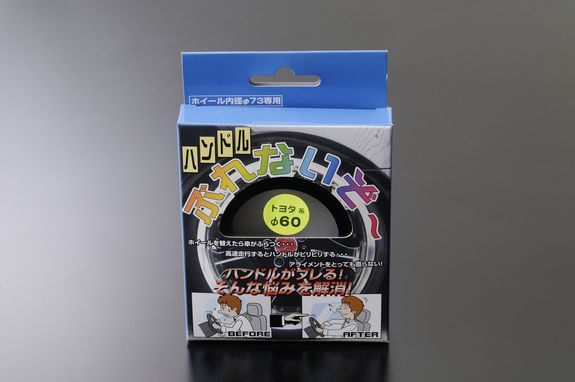 ホイール内径φ73専用
ハンドル
ぶれないぞ～
トヨタ系
φ60
ホイールを替えたら車がふらつく・・・
高速走行するとハンドルがビリビリする・・・
アライメントをとっても直らない!
ハンドルがブレる!
そんな悩みを解消!
BEFORE
AFTER